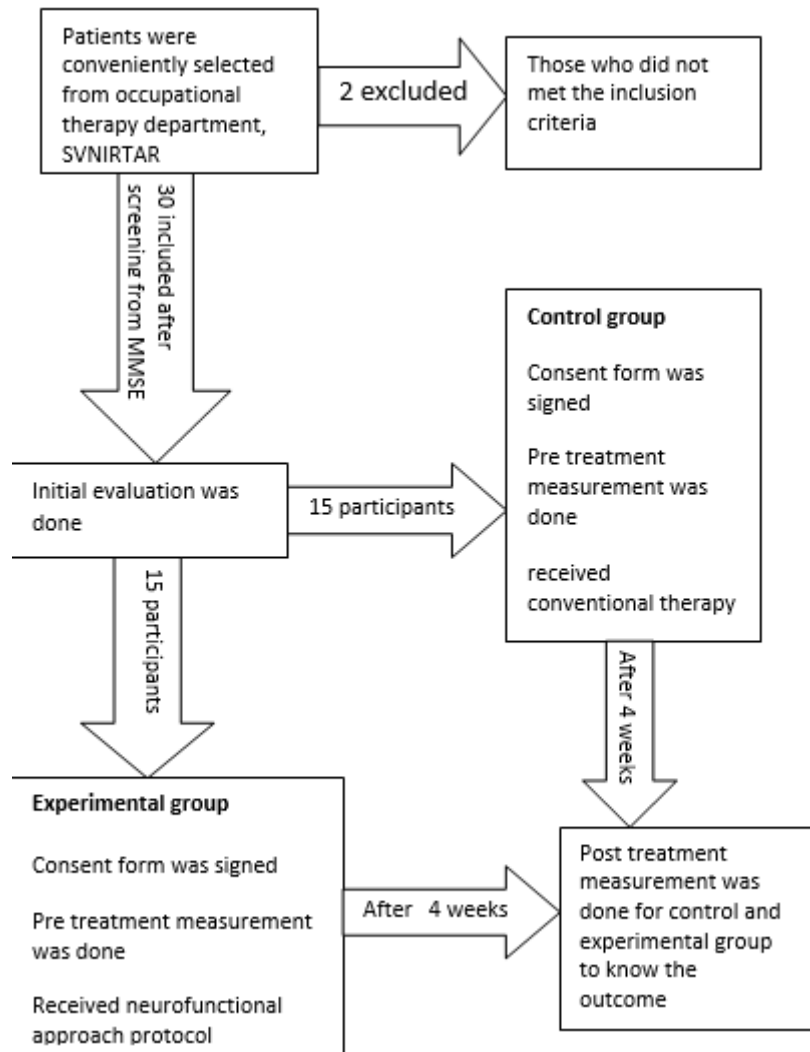 Patients were
conveniently selected
from occupational
therapy department,
SVNIRTAR
2 excluded
Those who did not
met the inclusion
criteria
30 included after
screening from MMSE
Initial evaluation was
done
15 participants
Control group
Consent form was
signed
Pre treatment
measurement was
done
received
conventional therapy
15 participants
After 4 weeks
Experimental group
Consent form was signed
Pre treatment measurement
was done
Received neurofunctional
approach protocol
After 4 weeks
Post treatment
measurement was
done for control and
experimental group
to know the
outcome